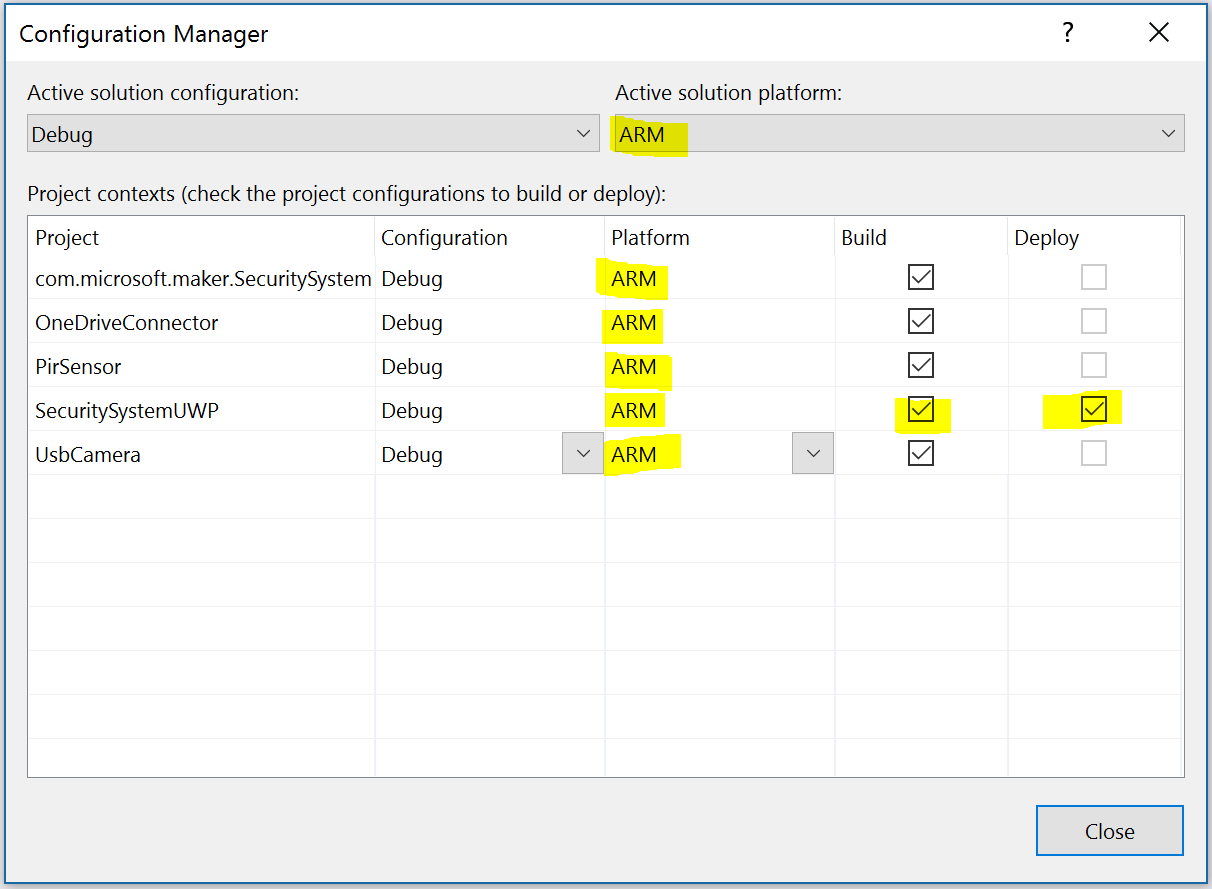 Configuration Manager ?
Active solution configuration: Active solution platform:
Debug ARM
Project contexts (check the project configurations to build or deploy):
Project Configuration Platform Build Deploy
com.microsoft.maker.SecuritySystem Debug ARM
OneDriveConnector Debug ARM
PirSensor Debug ARM
SecuritySystemUWP Debug ARM
UsbCamera Debug ARM
Close